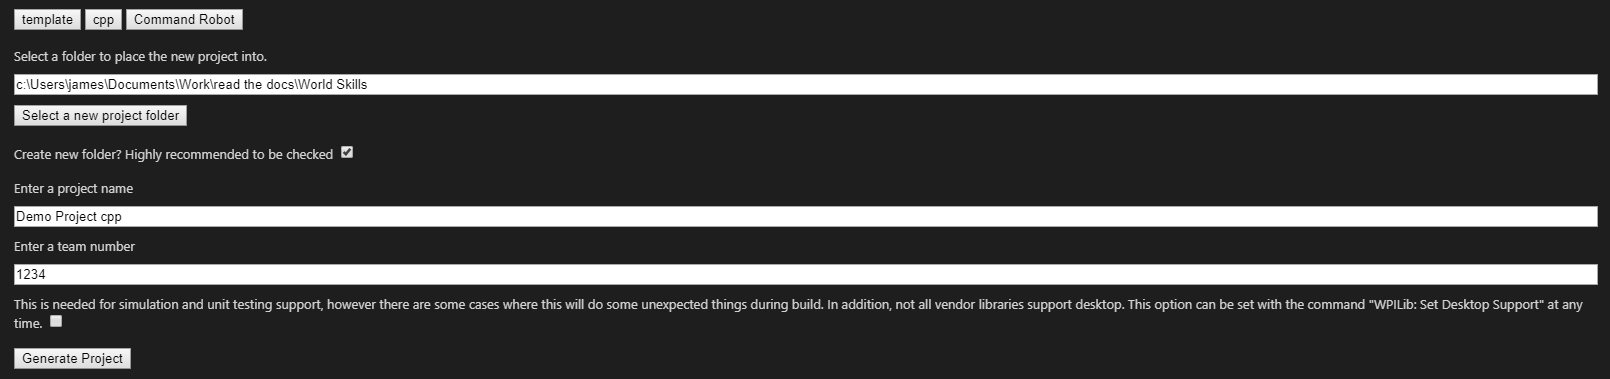 template cpp Command Robot
Select a folder to place the new project into.
c:\Users\james\Documents\Work\read the docs\World Skills
Select a new project folder
Create new folder? Highly recommended to be checked
Enter a project name
Demo Project cpp
Enter a team number
1234
This is needed for simulation and unit testing support, however there are some cases where this will do some unexpected things during build. In addition, not all vendor libraries support desktop. This option can be set with the command "WPILib: Set Desktop Support" at any
time.
Generate Project